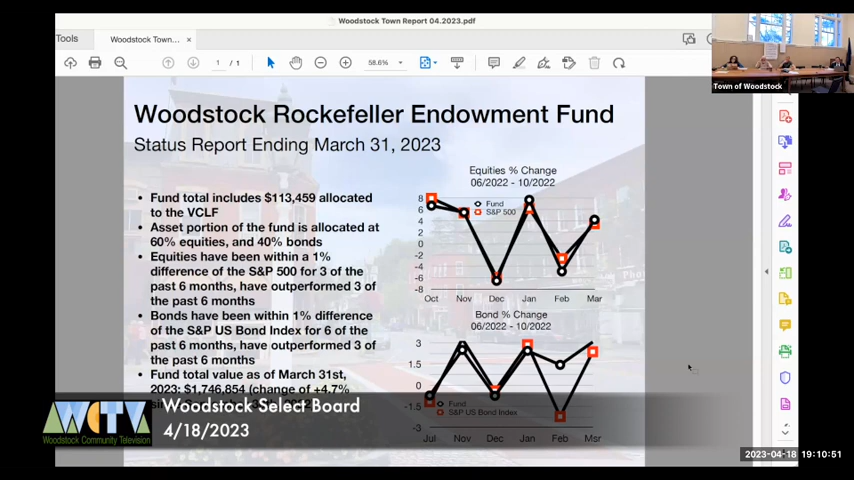 Woodstock Town Report 04.2023.pdf
Tools
Woodstock Town... ×
1 / 1
58.6%
Town of Woodstock
Woodstock Rockefeller Endowment Fund
Status Report Ending March 31, 2023
• Fund total includes $113,459 allocated
to the VCLF
• Asset portion of the fund is allocated at
60% equities, and 40% bonds
• Equities have been within a 1%
difference of the S&P 500 for 3 of the
past 6 months, have outperformed 3 of
the past 6 months
• Bonds have been within 1% difference
of the S&P US Bond Index for 6 of the
past 6 months, have outperformed 3 of
the past 6 months
• Fund total value as of March 31st,
2023: $1,746,854 (change of +4.7%
Equities % Change
06/2022 - 10/2022
Fund
S&P 500
8
6
4
2
0
-2
-4
-6
-8
Oct Nov Dec Jan Feb Mar
Bond % Change
06/2022 - 10/2022
3
1.5
0
-1.5
-3
Fund
S&P US Bond Index
Jul Nov Dec Jan Feb Msr
WCTV
Woodstock Community Television
Woodstock Select Board
4/18/2023
2023-04-18 19:10:51